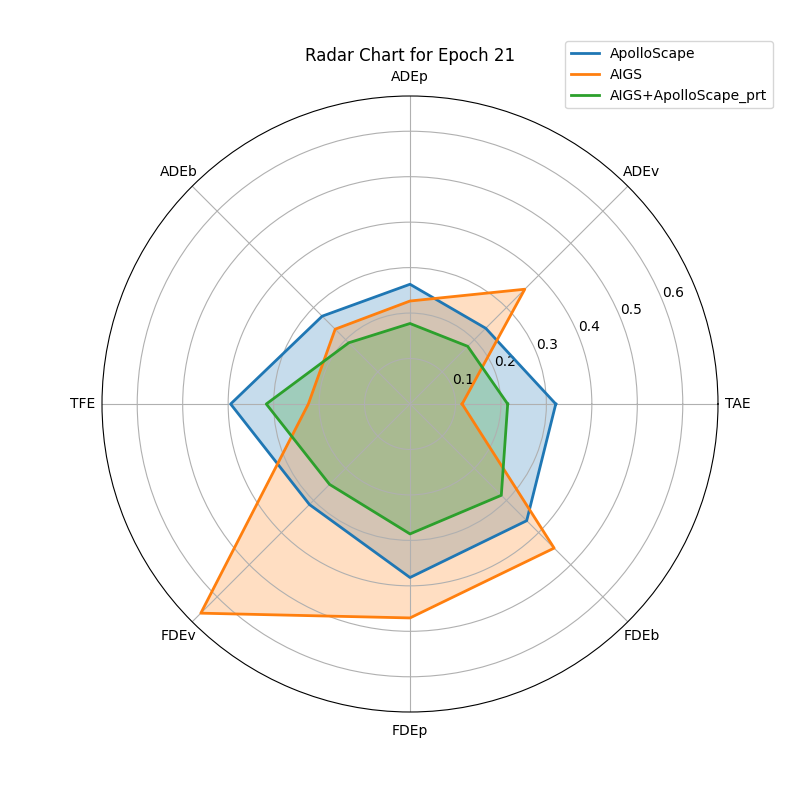 Radar Chart for Epoch 21
ApolloScape
AIGS
AIGS+ApolloScape_prt
ADEp
ADEb
ADEv
0.6
0.5
0.4
0.3
0.2
0.1
TFE
TAE
FDEv
FDEb
FDEp